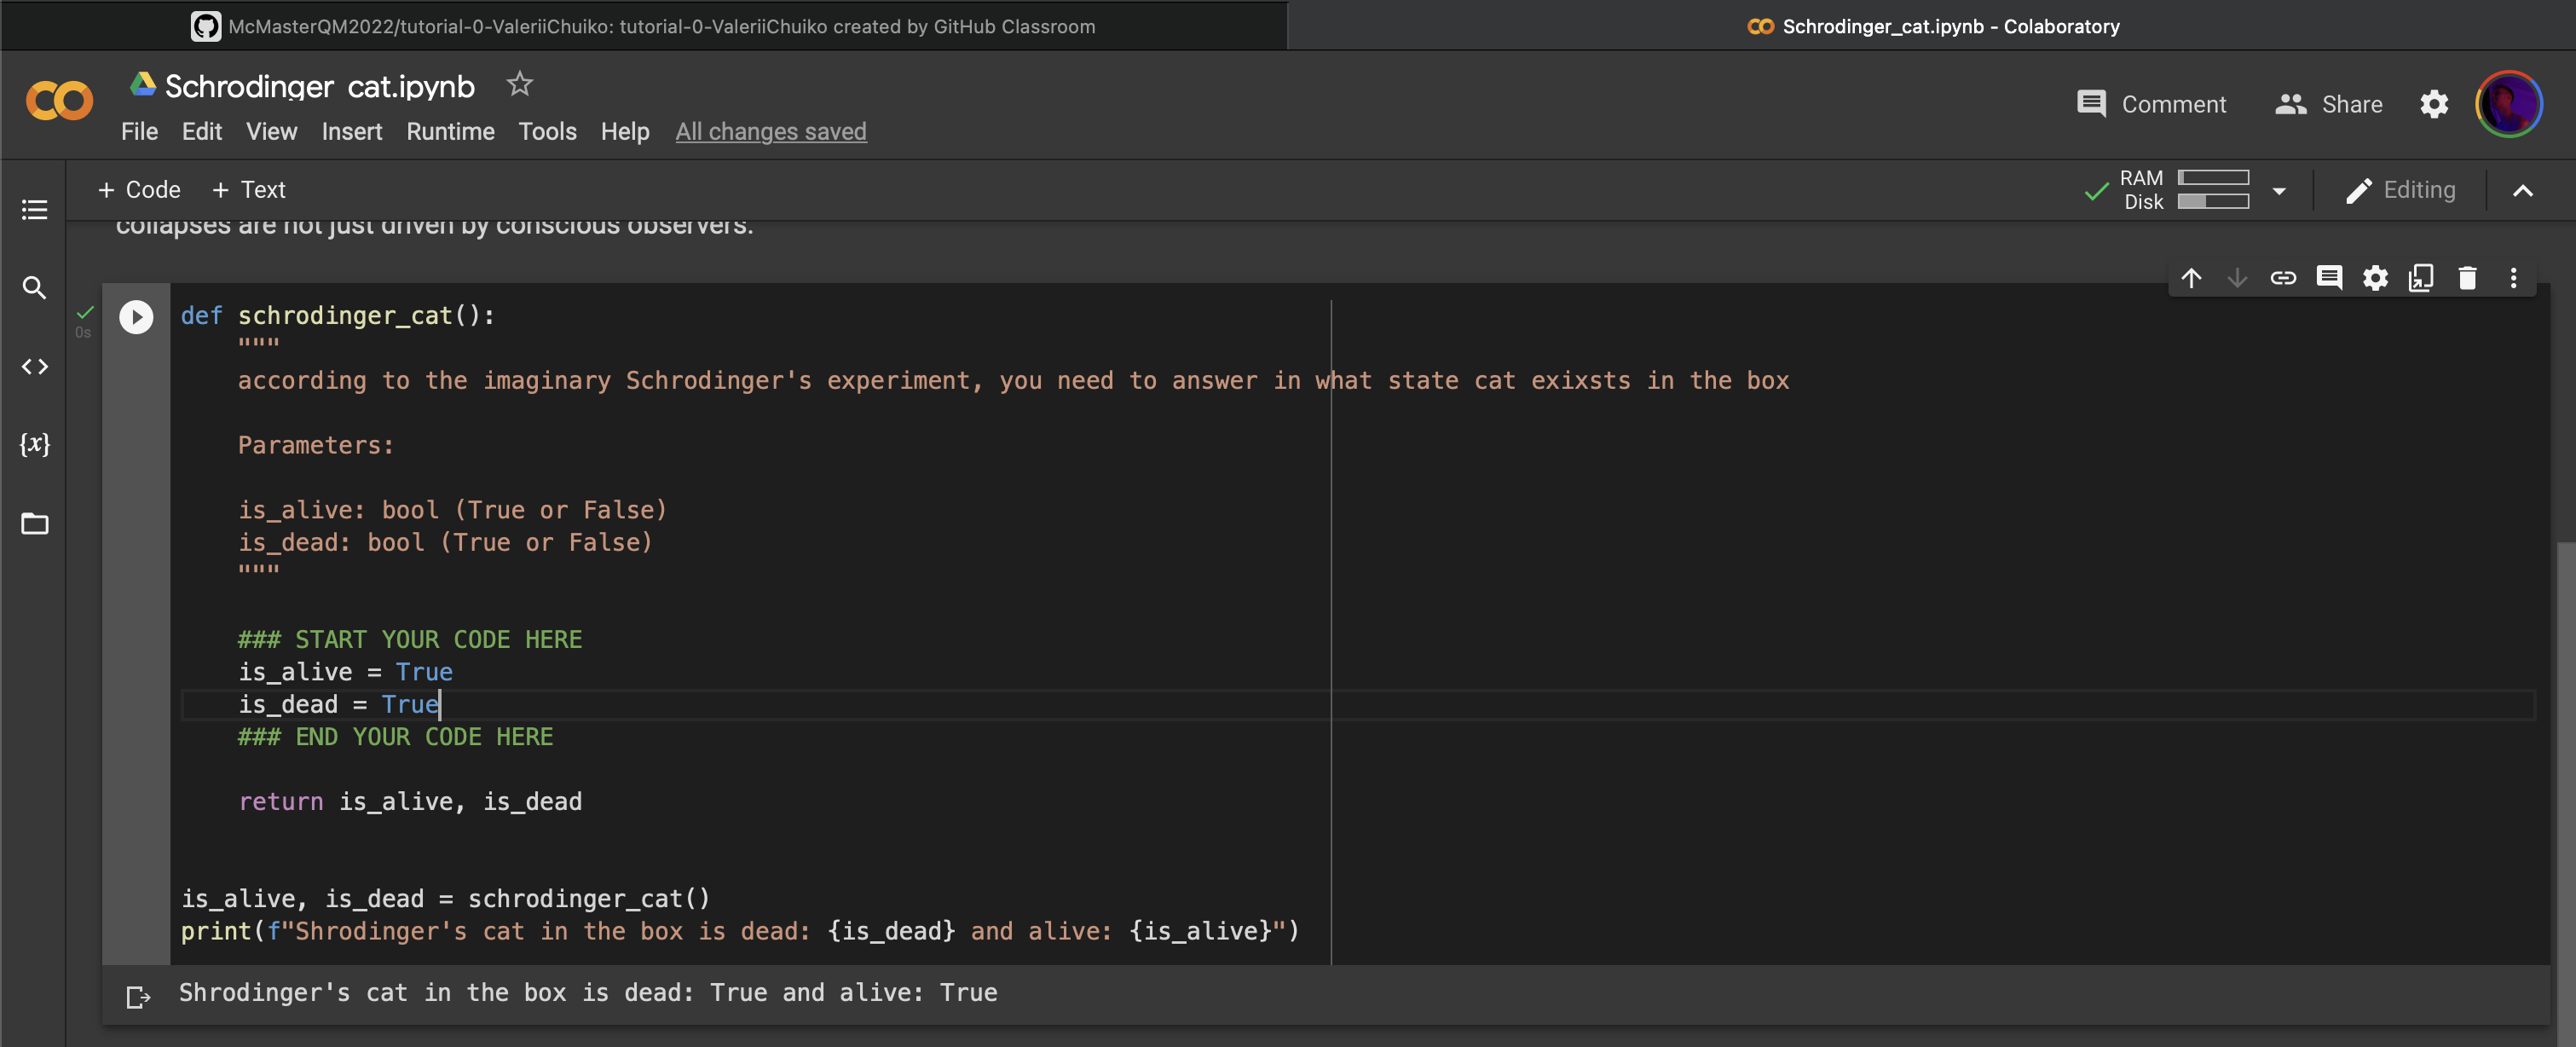 McMasterQM2022/tutorial-0-ValeriiChuiko: tutorial-0-ValeriiChuiko created by GitHub Classroom
Schrodinger_cat.ipynb - Colaboratory
Schrodinger_cat.ipynb
Comment
Share
File Edit View Insert Runtime Tools Help All changes saved
+ Code + Text
RAM
Disk
Editing
collapses are not just driven by conscious observers.
0s
def schrodinger_cat():
"""
according to the imaginary Schrodinger's experiment, you need to answer in what state cat exixsts in the box
Parameters:
is_alive: bool (True or False)
is_dead: bool (True or False)
"""
### START YOUR CODE HERE
is_alive = True
is_dead = True
### END YOUR CODE HERE
return is_alive, is_dead
is_alive, is_dead = schrodinger_cat()
print(f"Shrodinger's cat in the box is dead: {is_dead} and alive: {is_alive}")
Shrodinger's cat in the box is dead: True and alive: True